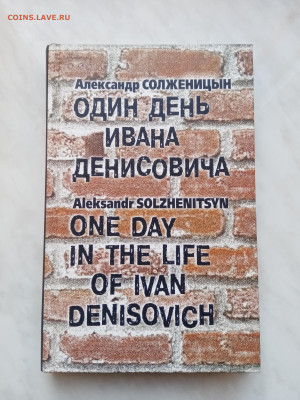 COINS.LAVE.RU
Александр СОЛЖЕНИЦЫН
ОДИН ДЕНЬ
ИВАНА
ДЕНИСОВИЧА
Aleksandr SOLZHENITSYN
ONE DAY
IN THE LIFE
OF IVAN
DENISOVICH